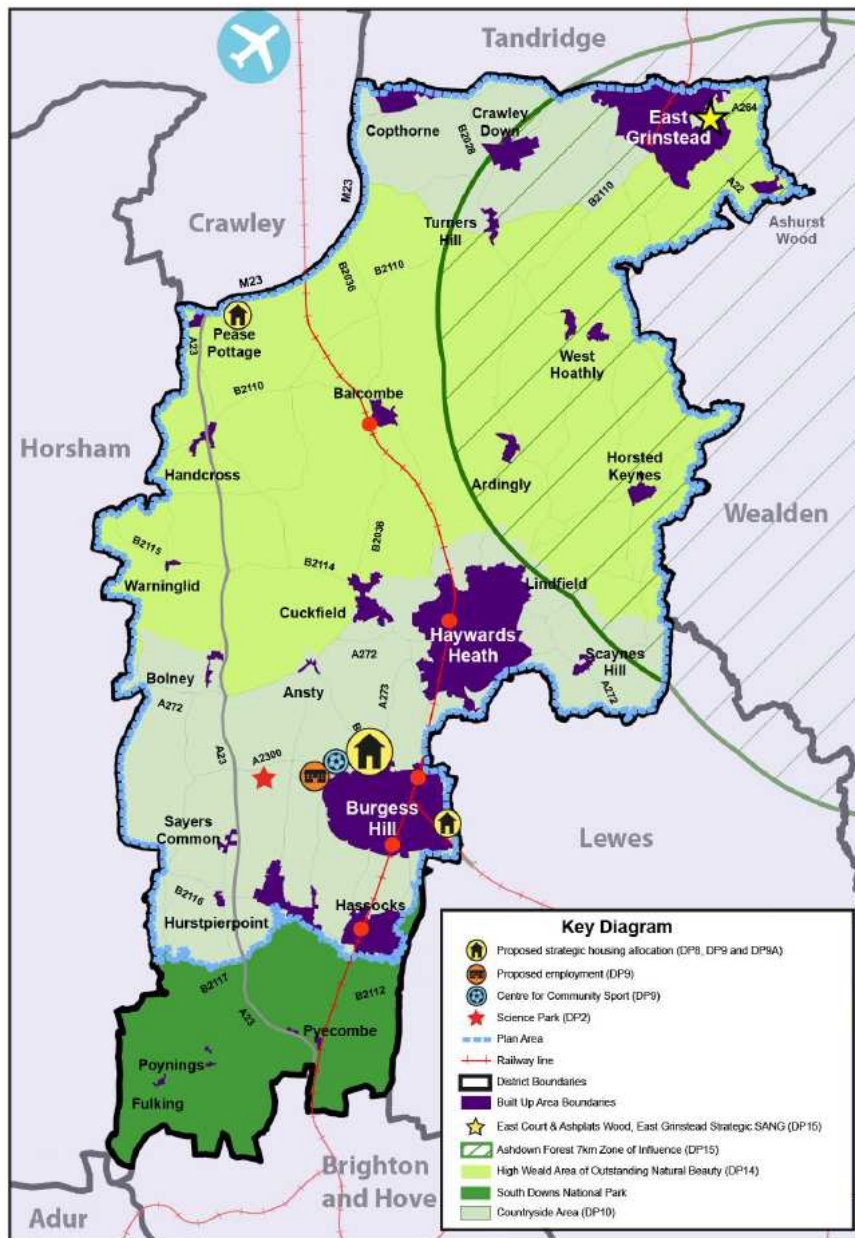 Tandridge
Copthorne
Crawley
Down
B2028
East
Grinstead
A264
A22
B2110
Ashurst
Wood
M23
Crawley
Turners
Hill
B2036
B2110
M23
Pease
Pottage
A23
West
Hoathly
B2110
Balcombe
Horsham
Handcross
Ardingly
Horsted
Keynes
Wealden
B2036
B2115
Warninglid
B2114
Cuckfield
Lindfield
Haywards
Heath
Scaynes
Hill
A272
A272
Bolney
Ansty
A273
A272
A23
A2300
Burgess
Hill
Sayers
Common
Lewes
B2116
Hurstpierpoint
Hassocks
B2117
B2112
A23
Pyecombe
Poynings
Fulking
Brighton
and Hove
Adur
Key Diagram
Proposed strategic housing allocation (DP8, DP9 and DP9A)
Proposed employment (DP9)
Centre for Community Sport (DP9)
Science Park (DP2)
Plan Area
Railway line
District Boundaries
Built Up Area Boundaries
East Court & Ashplats Wood, East Grinstead Strategic SANG (DP15)
Ashdown Forest 7km Zone of Influence (DP15)
High Weald Area of Outstanding Natural Beauty (DP14)
South Downs National Park
Countryside Area (DP10)